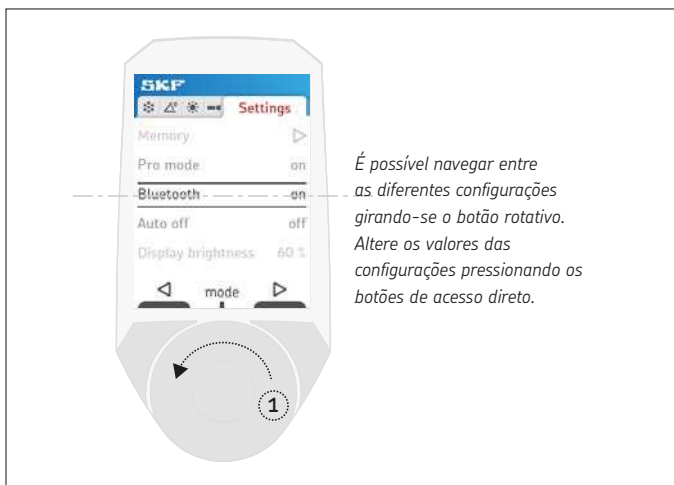 SKF
Settings
Memory
Pro mode on
Bluetooth on
Auto off off
Display brightness 60 %
mode
1
É possível navegar entre
as diferentes configurações
girando-se o botão rotativo.
Altere os valores das
configurações pressionando os
botões de acesso direto.